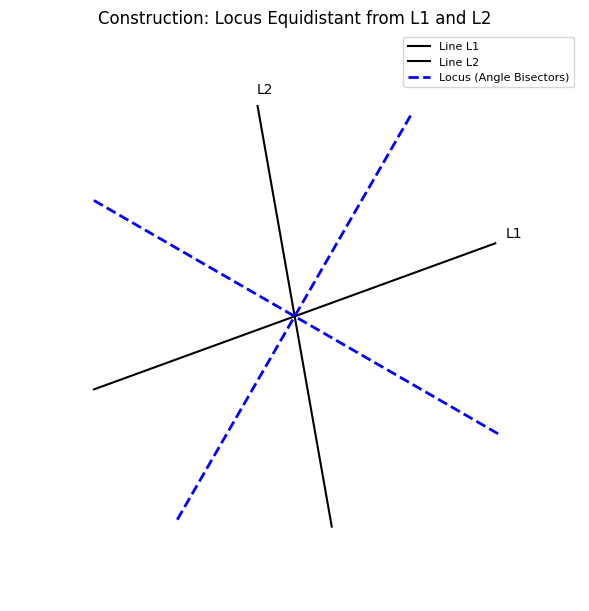 Construction: Locus Equidistant from L1 and L2
Line L1
Line L2
Locus (Angle Bisectors)
L2
L1